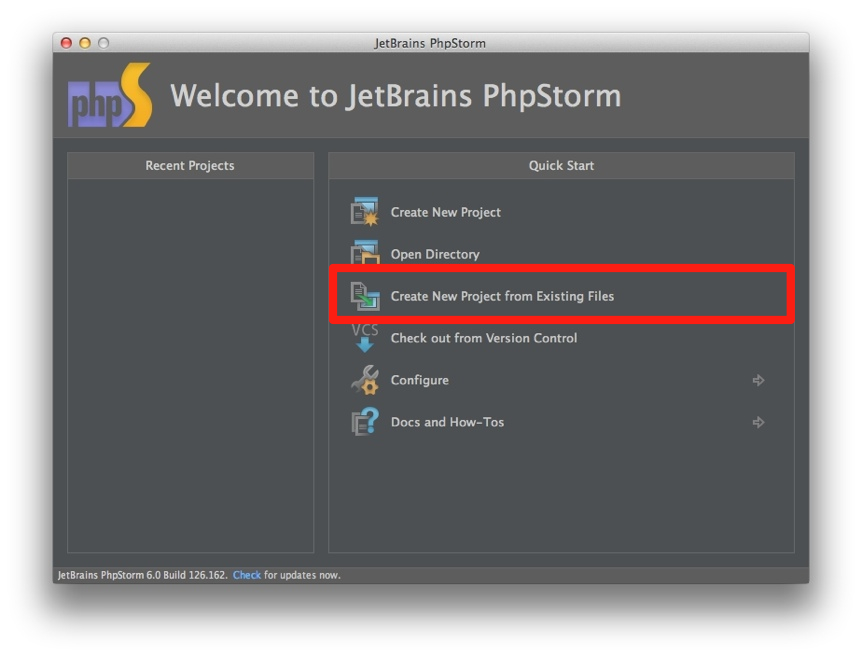 JetBrains PhpStorm
php
Welcome to JetBrains PhpStorm
Recent Projects
Quick Start
Create New Project
Open Directory
Create New Project from Existing Files
VCS
Check out from Version Control
Configure
Docs and How-Tos
JetBrains PhpStorm 6.0 Build 126.162. Check for updates now.